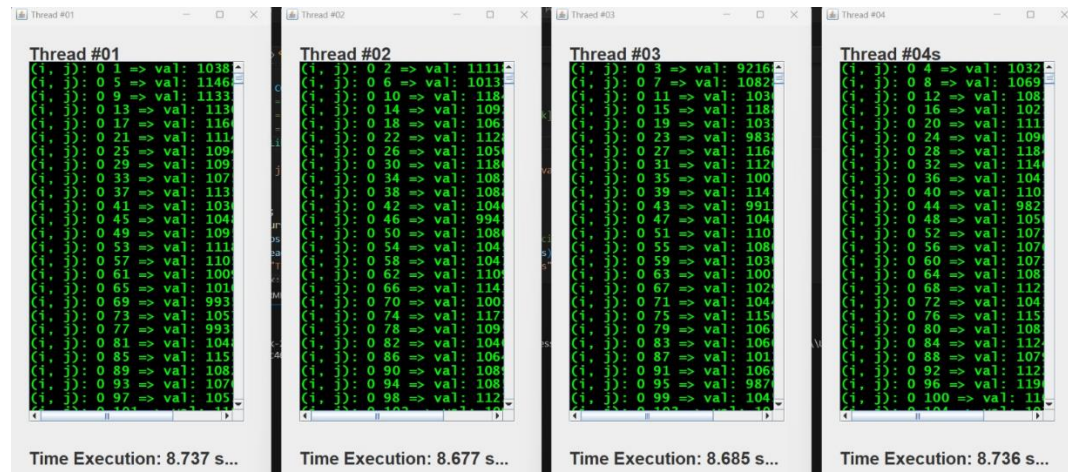 Thread #01
Thread #01
(i, j): 0 1 => val: 1038
(i, j): 0 5 => val: 1146
(i, j): 0 9 => val: 1133
(i, j): 0 13 => val: 113
(i, j): 0 17 => val: 116
(i, j): 0 21 => val: 111
(i, j): 0 25 => val: 109
(i, j): 0 29 => val: 109
(i, j): 0 33 => val: 107
(i, j): 0 37 => val: 113
(i, j): 0 41 => val: 103
(i, j): 0 45 => val: 104
(i, j): 0 49 => val: 109
(i, j): 0 53 => val: 111
(i, j): 0 57 => val: 110
(i, j): 0 61 => val: 100
(i, j): 0 65 => val: 101
(i, j): 0 69 => val: 993
(i, j): 0 73 => val: 105
(i, j): 0 77 => val: 993
(i, j): 0 81 => val: 104
(i, j): 0 85 => val: 115
(i, j): 0 89 => val: 108
(i, j): 0 93 => val: 107
(i, j): 0 97 => val: 105
Time Execution: 8.737 s...
Thread #02
Thread #02
(i, j): 0 2 => val: 1111
(i, j): 0 6 => val: 1013
(i, j): 0 10 => val: 118
(i, j): 0 14 => val: 109
(i, j): 0 18 => val: 106
(i, j): 0 22 => val: 112
(i, j): 0 26 => val: 105
(i, j): 0 30 => val: 118
(i, j): 0 34 => val: 108
(i, j): 0 38 => val: 108
(i, j): 0 42 => val: 104
(i, j): 0 46 => val: 994
(i, j): 0 50 => val: 108
(i, j): 0 54 => val: 104
(i, j): 0 58 => val: 104
(i, j): 0 62 => val: 110
(i, j): 0 66 => val: 114
(i, j): 0 70 => val: 100
(i, j): 0 74 => val: 117
(i, j): 0 78 => val: 109
(i, j): 0 82 => val: 104
(i, j): 0 86 => val: 106
(i, j): 0 90 => val: 108
(i, j): 0 94 => val: 108
(i, j): 0 98 => val: 112
Time Execution: 8.677 s...
Thraed #03
Thread #03
(i, j): 0 3 => val: 9216
(i, j): 0 7 => val: 1082
(i, j): 0 11 => val: 103
(i, j): 0 15 => val: 118
(i, j): 0 19 => val: 103
(i, j): 0 23 => val: 983
(i, j): 0 27 => val: 116
(i, j): 0 31 => val: 112
(i, j): 0 35 => val: 100
(i, j): 0 39 => val: 114
(i, j): 0 43 => val: 991
(i, j): 0 47 => val: 104
(i, j): 0 51 => val: 110
(i, j): 0 55 => val: 108
(i, j): 0 59 => val: 103
(i, j): 0 63 => val: 100
(i, j): 0 67 => val: 102
(i, j): 0 71 => val: 104
(i, j): 0 75 => val: 115
(i, j): 0 79 => val: 106
(i, j): 0 83 => val: 106
(i, j): 0 87 => val: 101
(i, j): 0 91 => val: 106
(i, j): 0 95 => val: 987
(i, j): 0 99 => val: 104
Time Execution: 8.685 s...
Thread #04
Thread #04s
(i, j): 0 4 => val: 1032
(i, j): 0 8 => val: 1069
(i, j): 0 12 => val: 108
(i, j): 0 16 => val: 102
(i, j): 0 20 => val: 111
(i, j): 0 24 => val: 109
(i, j): 0 28 => val: 118
(i, j): 0 32 => val: 114
(i, j): 0 36 => val: 104
(i, j): 0 40 => val: 110
(i, j): 0 44 => val: 982
(i, j): 0 48 => val: 105
(i, j): 0 52 => val: 107
(i, j): 0 56 => val: 107
(i, j): 0 60 => val: 107
(i, j): 0 64 => val: 108
(i, j): 0 68 => val: 112
(i, j): 0 72 => val: 104
(i, j): 0 76 => val: 115
(i, j): 0 80 => val: 108
(i, j): 0 84 => val: 112
(i, j): 0 88 => val: 107
(i, j): 0 92 => val: 112
(i, j): 0 96 => val: 119
(i, j): 0 100 => val: 11
Time Execution: 8.736 s...